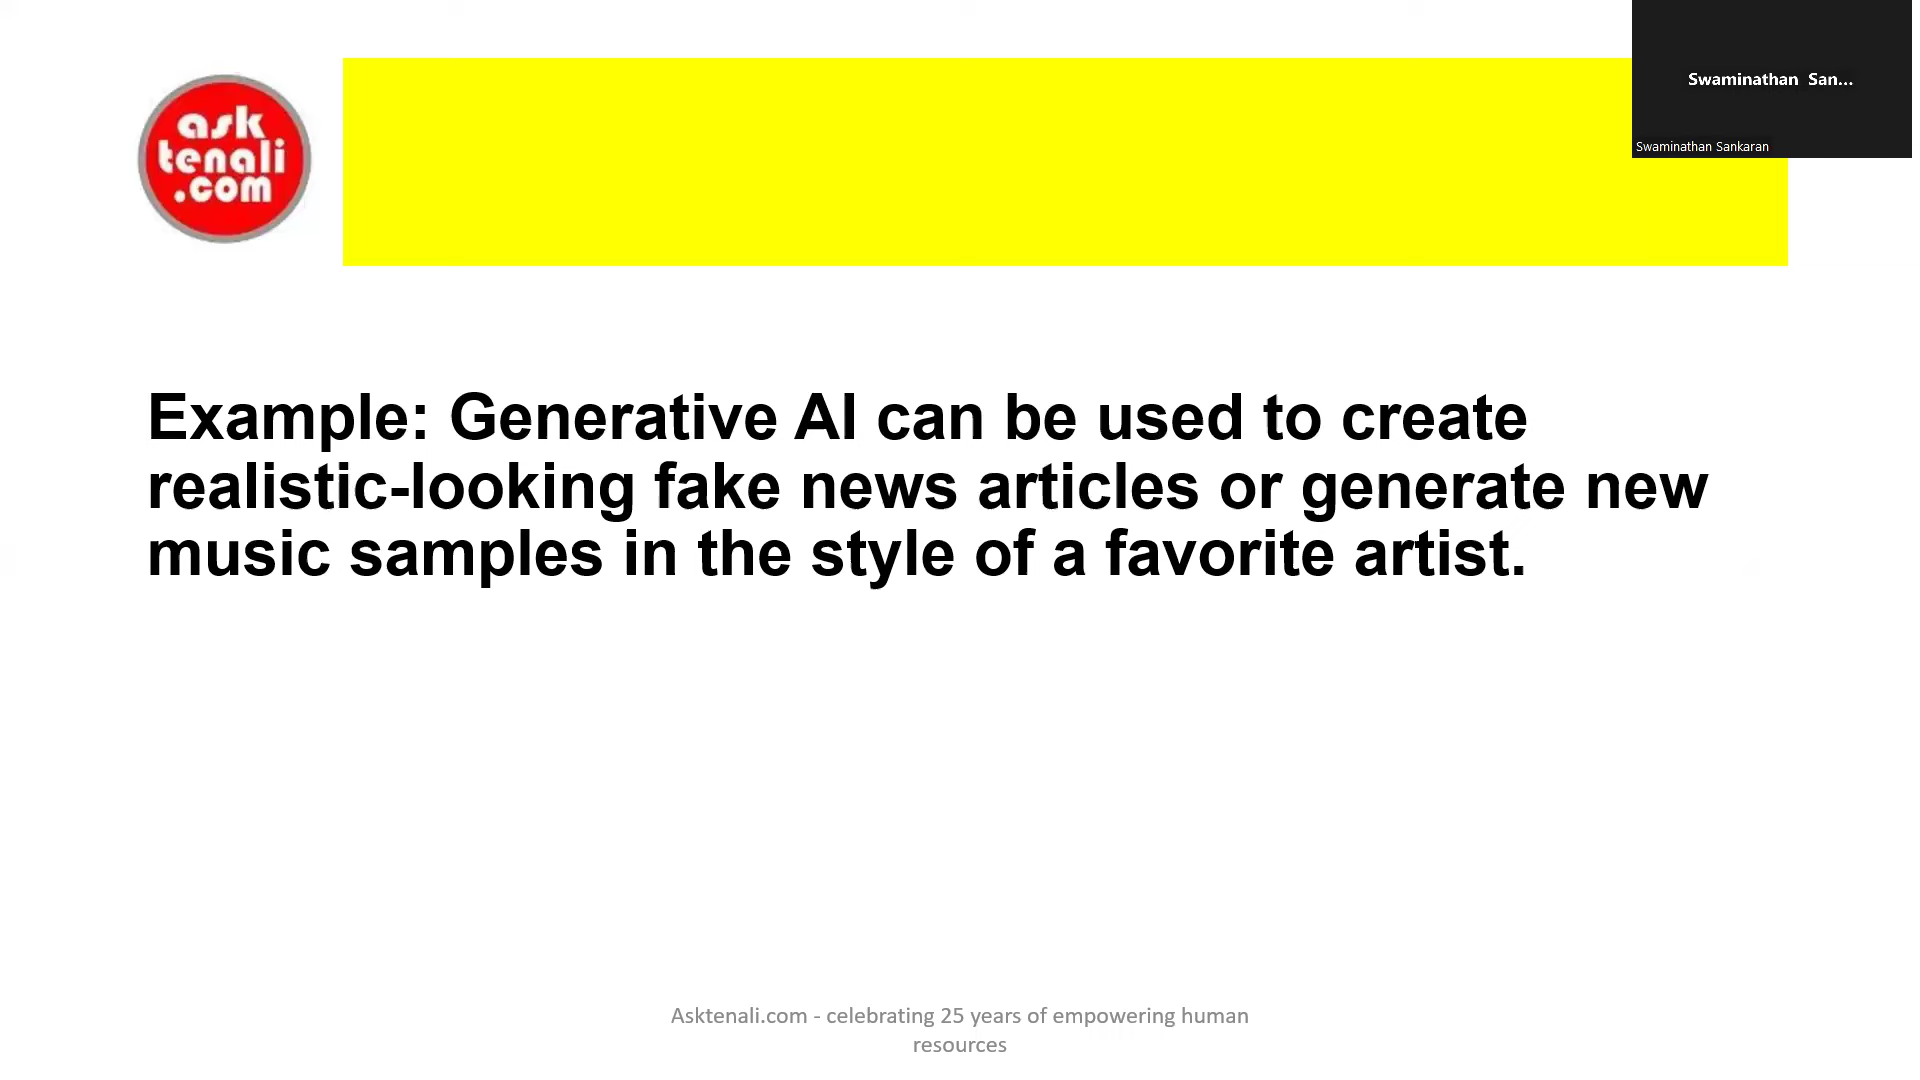 ask
tenali
.com
Swaminathan San...
Swaminathan Sankaran
Example: Generative AI can be used to create
realistic-looking fake news articles or generate new
music samples in the style of a favorite artist.
Asktenali.com - celebrating 25 years of empowering human
resources